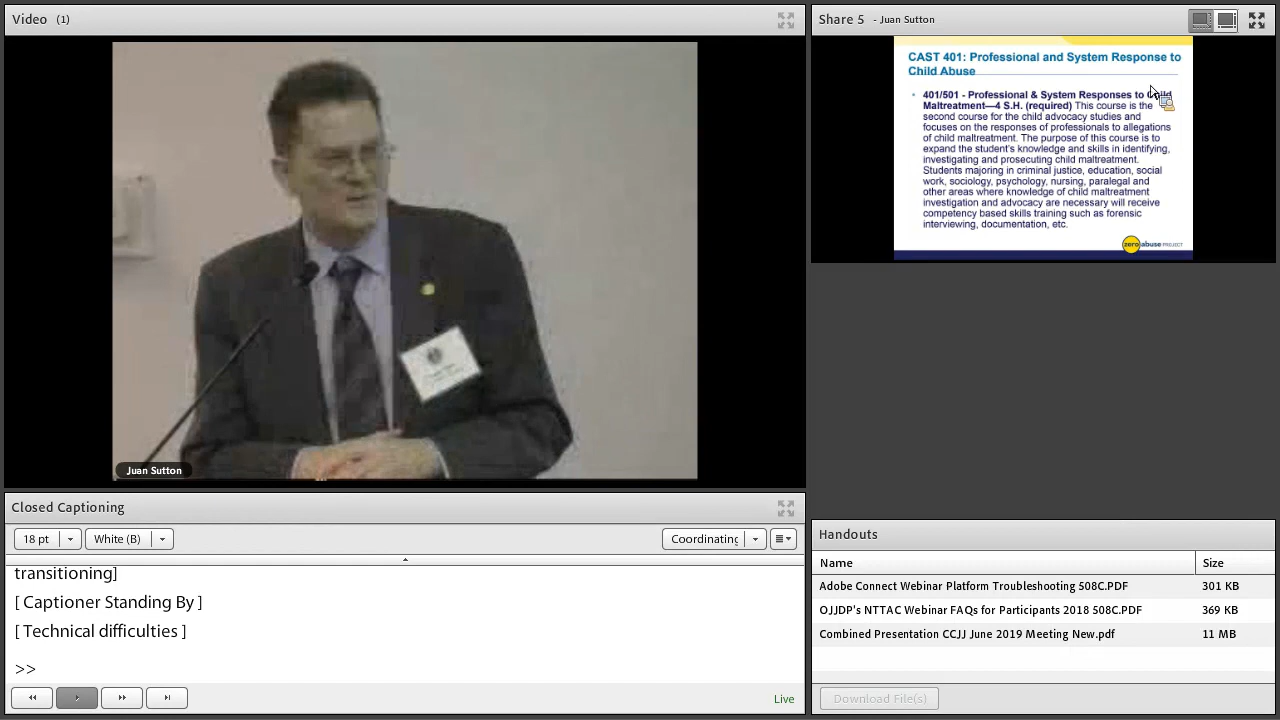 Video (1)
Juan Sutton
Share 5 - Juan Sutton
CAST 401: Professional and System Response to
Child Abuse
401/501 - Professional & System Responses to Child
Maltreatment—4 S.H. (required) This course is the
second course for the child advocacy studies and
focuses on the responses of professionals to allegations
of child maltreatment. The purpose of this course is to
expand the student's knowledge and skills in identifying,
investigating and prosecuting child maltreatment.
Students majoring in criminal justice, education, social
work, sociology, psychology, nursing, paralegal and
other areas where knowledge of child maltreatment
investigation and advocacy are necessary will receive
competency based skills training such as forensic
interviewing, documentation, etc.
zero abuse PROJECT
Closed Captioning
18 pt White (B) Coordinating
transitioning]
[ Captioner Standing By ]
[ Technical difficulties ]
>>
Live
Handouts
Name Size
Adobe Connect Webinar Platform Troubleshooting 508C.PDF 301 KB
OJJDP's NTTAC Webinar FAQs for Participants 2018 508C.PDF 369 KB
Combined Presentation CCJJ June 2019 Meeting New.pdf 11 MB
Download File(s)